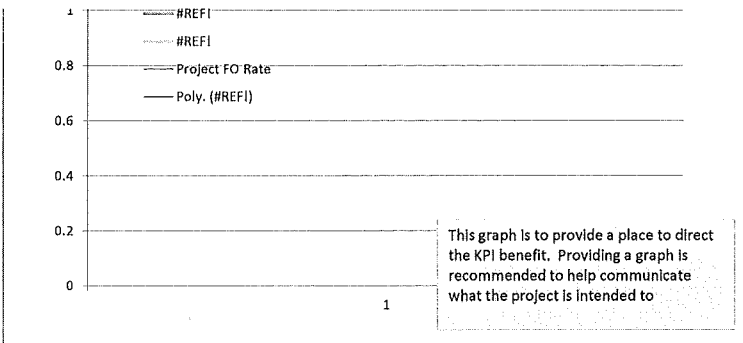 1
#REF!
#REF!
0.8
Project FO Rate
Poly. (#REF!)
0.6
0.4
0.2
0
1
This graph is to provide a place to direct
the KPI benefit. Providing a graph is
recommended to help communicate
what the project is intended to